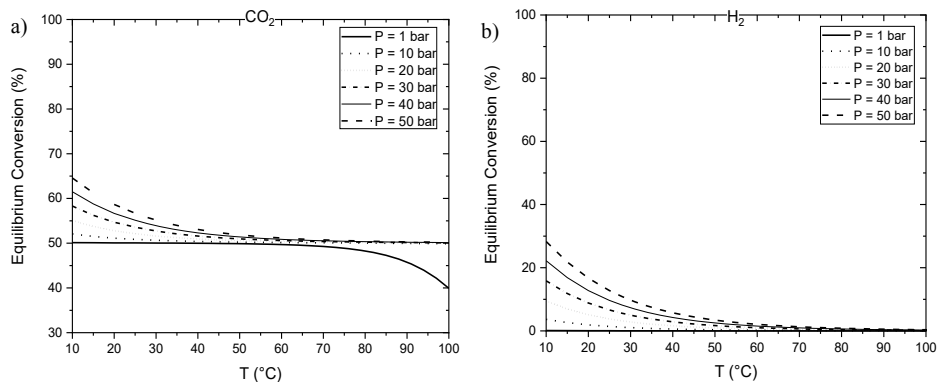 a)
CO₂
P = 1 bar
P = 10 bar
P = 20 bar
P = 30 bar
P = 40 bar
P = 50 bar
Equilibrium Conversion (%)
100
90
80
70
60
50
40
30
10 20 30 40 50 60 70 80 90 100
T (°C)
b)
H₂
P = 1 bar
P = 10 bar
P = 20 bar
P = 30 bar
P = 40 bar
P = 50 bar
Equilibrium Conversion (%)
100
80
60
40
20
0
10 20 30 40 50 60 70 80 90 100
T (°C)